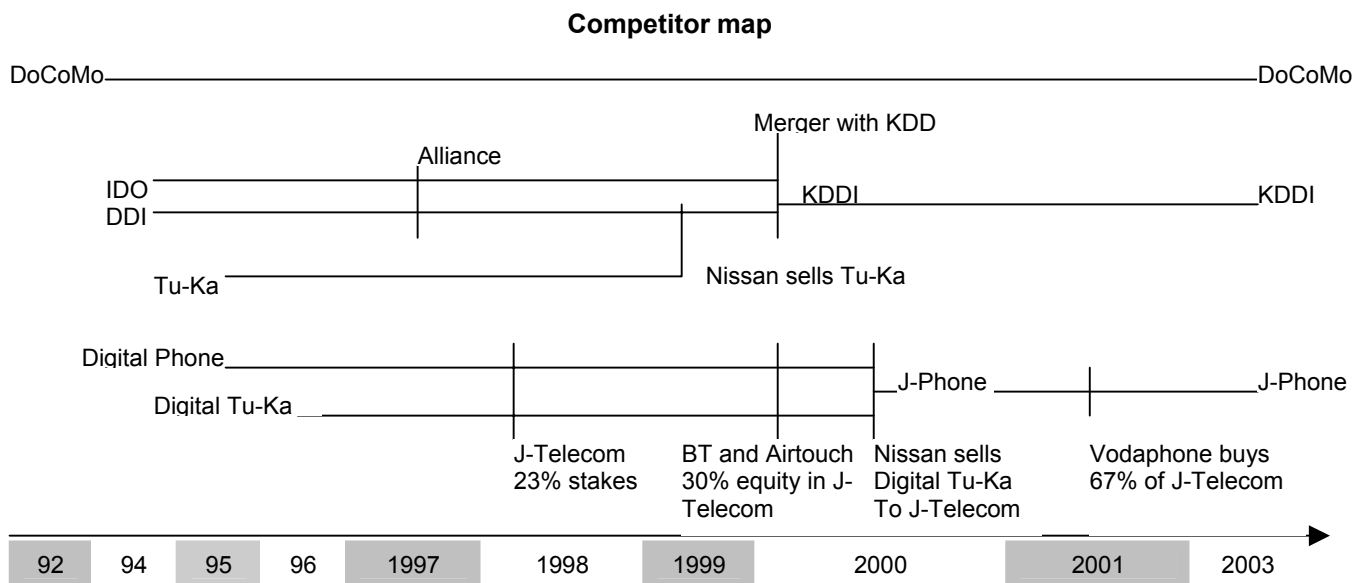 Competitor map
DoCoMo
DoCoMo
Merger with KDD
Alliance
IDO
KDDI
KDDI
DDI
Tu-Ka
Nissan sells Tu-Ka
Digital Phone
J-Phone
J-Phone
Digital Tu-Ka
J-Telecom
23% stakes
BT and Airtouch
30% equity in J-
Telecom
Nissan sells
Digital Tu-Ka
To J-Telecom
Vodaphone buys
67% of J-Telecom
92 94 95 96 1997 1998 1999 2000 2001 2003